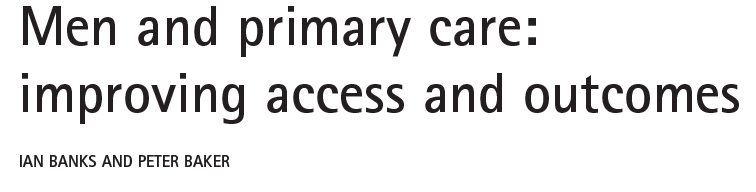 Men and primary care:
improving access and outcomes
IAN BANKS AND PETER BAKER